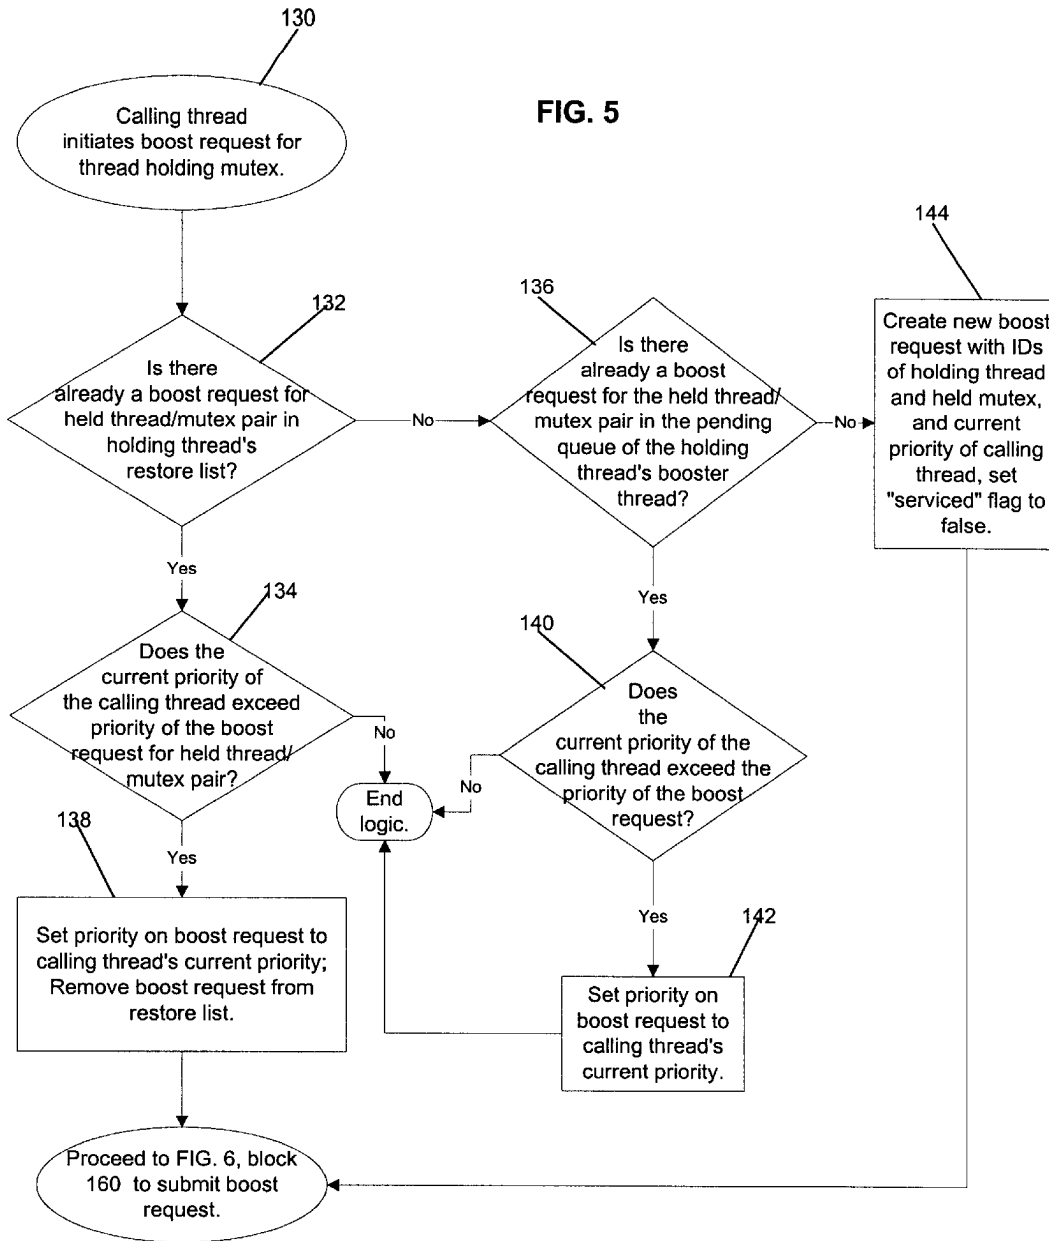 130
Calling thread
initiates boost request for
thread holding mutex.
FIG. 5
144
132
136
Is there
already a boost request for
held thread/mutex pair in
holding thread's
restore list?
No
Is there
already a boost
request for the held thread/
mutex pair in the pending
queue of the holding
thread's booster
thread?
No
Create new boost
request with IDs
of holding thread
and held mutex,
and current
priority of calling
thread, set
"serviced" flag to
false.
Yes
Yes
134
140
Does the
current priority of
the calling thread exceed
priority of the boost
request for held thread/
mutex pair?
No
Does
the
current priority of the
calling thread exceed the
priority of the boost
request?
No
End
logic.
138
Yes
Yes
142
Set priority on boost request to
calling thread's current priority;
Remove boost request from
restore list.
Set priority on
boost request to
calling thread's
current priority.
Proceed to FIG. 6, block
160 to submit boost
request.